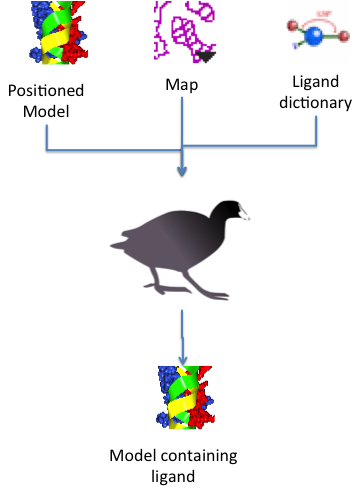 Positioned
Model
Map
Ligand
dictionary
Model containing
ligand